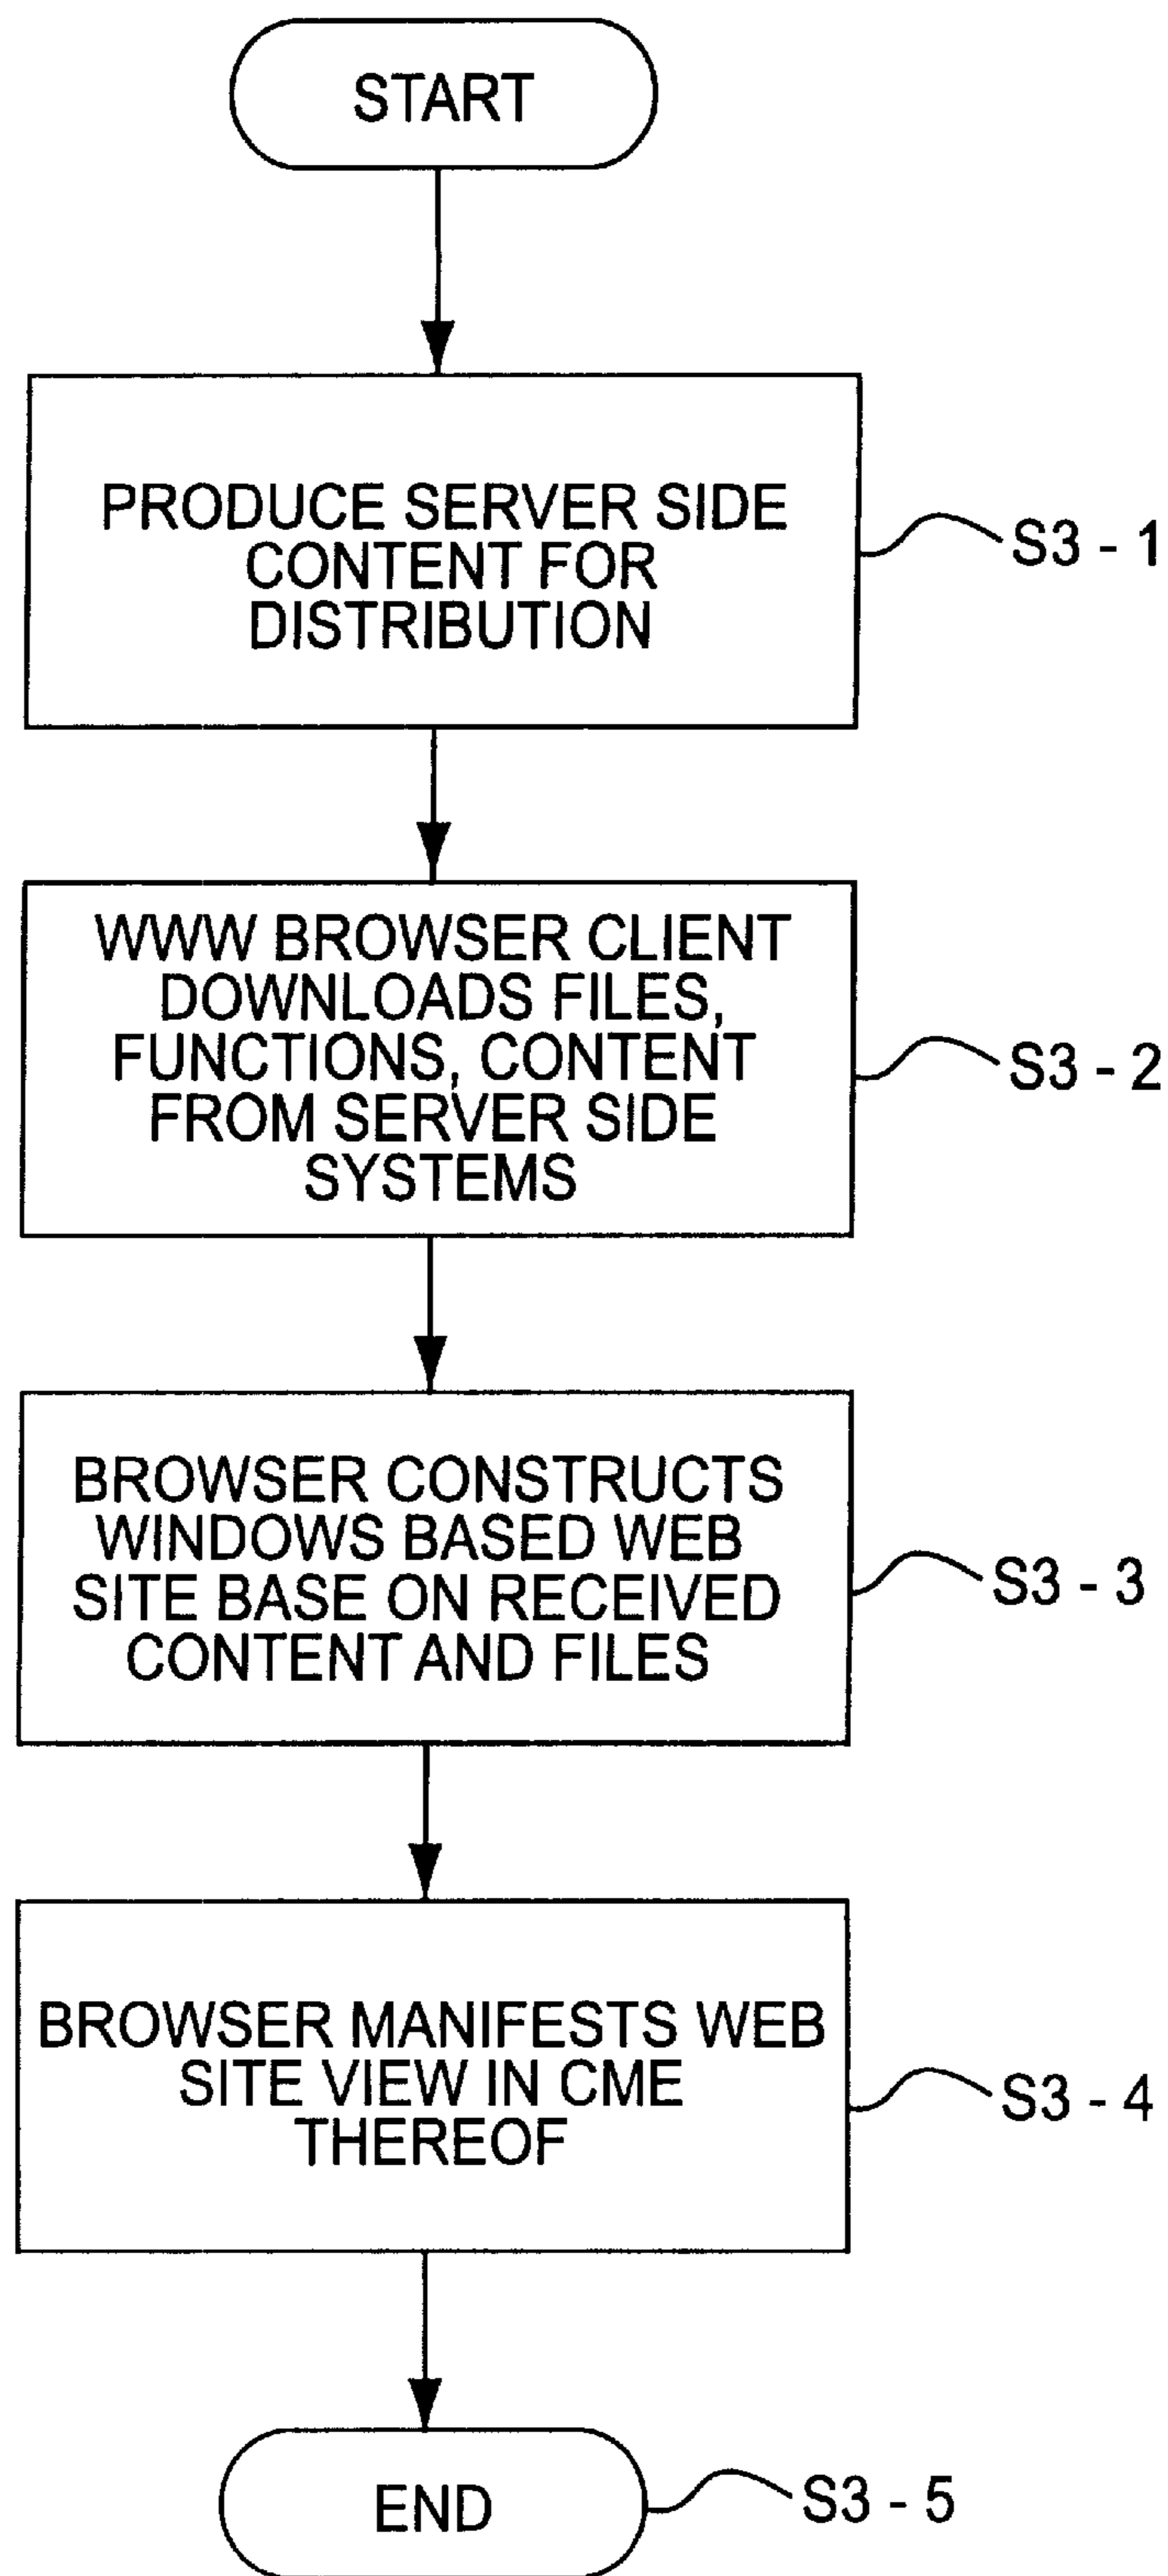 START
PRODUCE SERVER SIDE
CONTENT FOR
DISTRIBUTION
S3 - 1
WWW BROWSER CLIENT
DOWNLOADS FILES,
FUNCTIONS, CONTENT
FROM SERVER SIDE
SYSTEMS
S3 - 2
BROWSER CONSTRUCTS
WINDOWS BASED WEB
SITE BASE ON RECEIVED
CONTENT AND FILES
S3 - 3
BROWSER MANIFESTS WEB
SITE VIEW IN CME
THEREOF
S3 - 4
END
S3 - 5